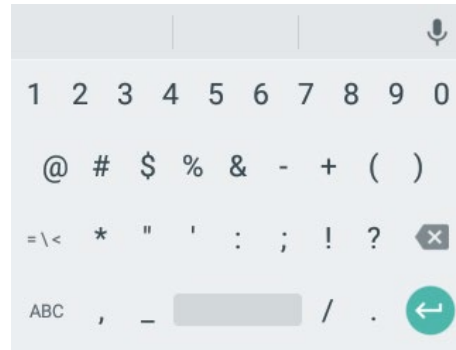 1 2 3 4 5 6 7 8 9 0
@ # $ % & - + ( )
= \ < * " ' : ; ! ?
ABC , _ / .